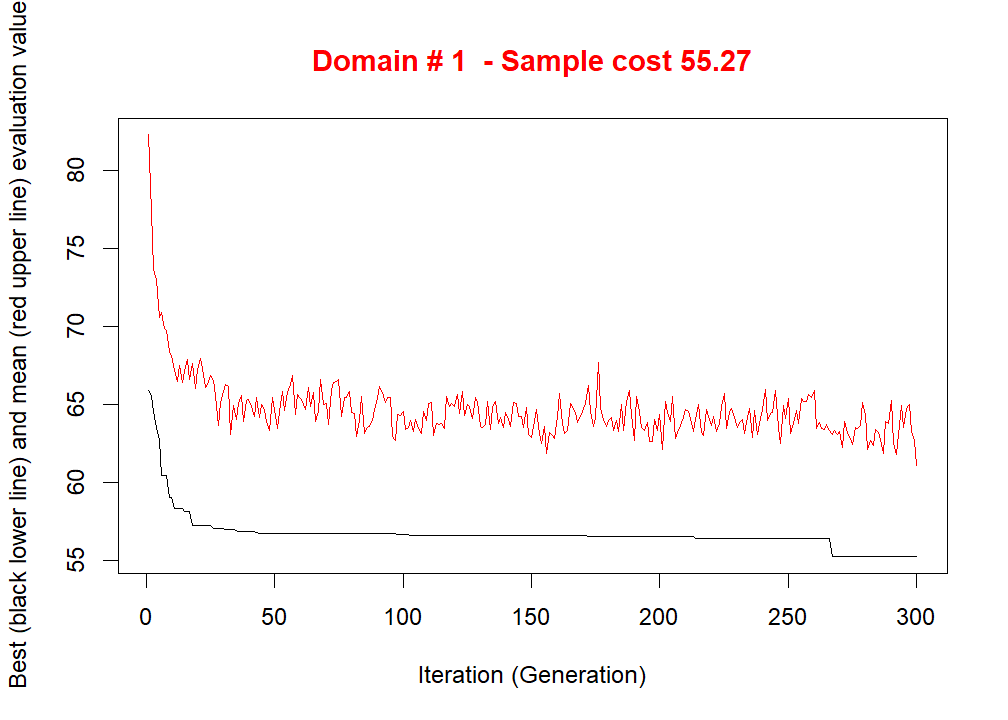 Domain # 1  - Sample cost 55.27
Best (black lower line) and mean (red upper line) evaluation value
80
75
70
65
60
55
0 50 100 150 200 250 300
Iteration (Generation)